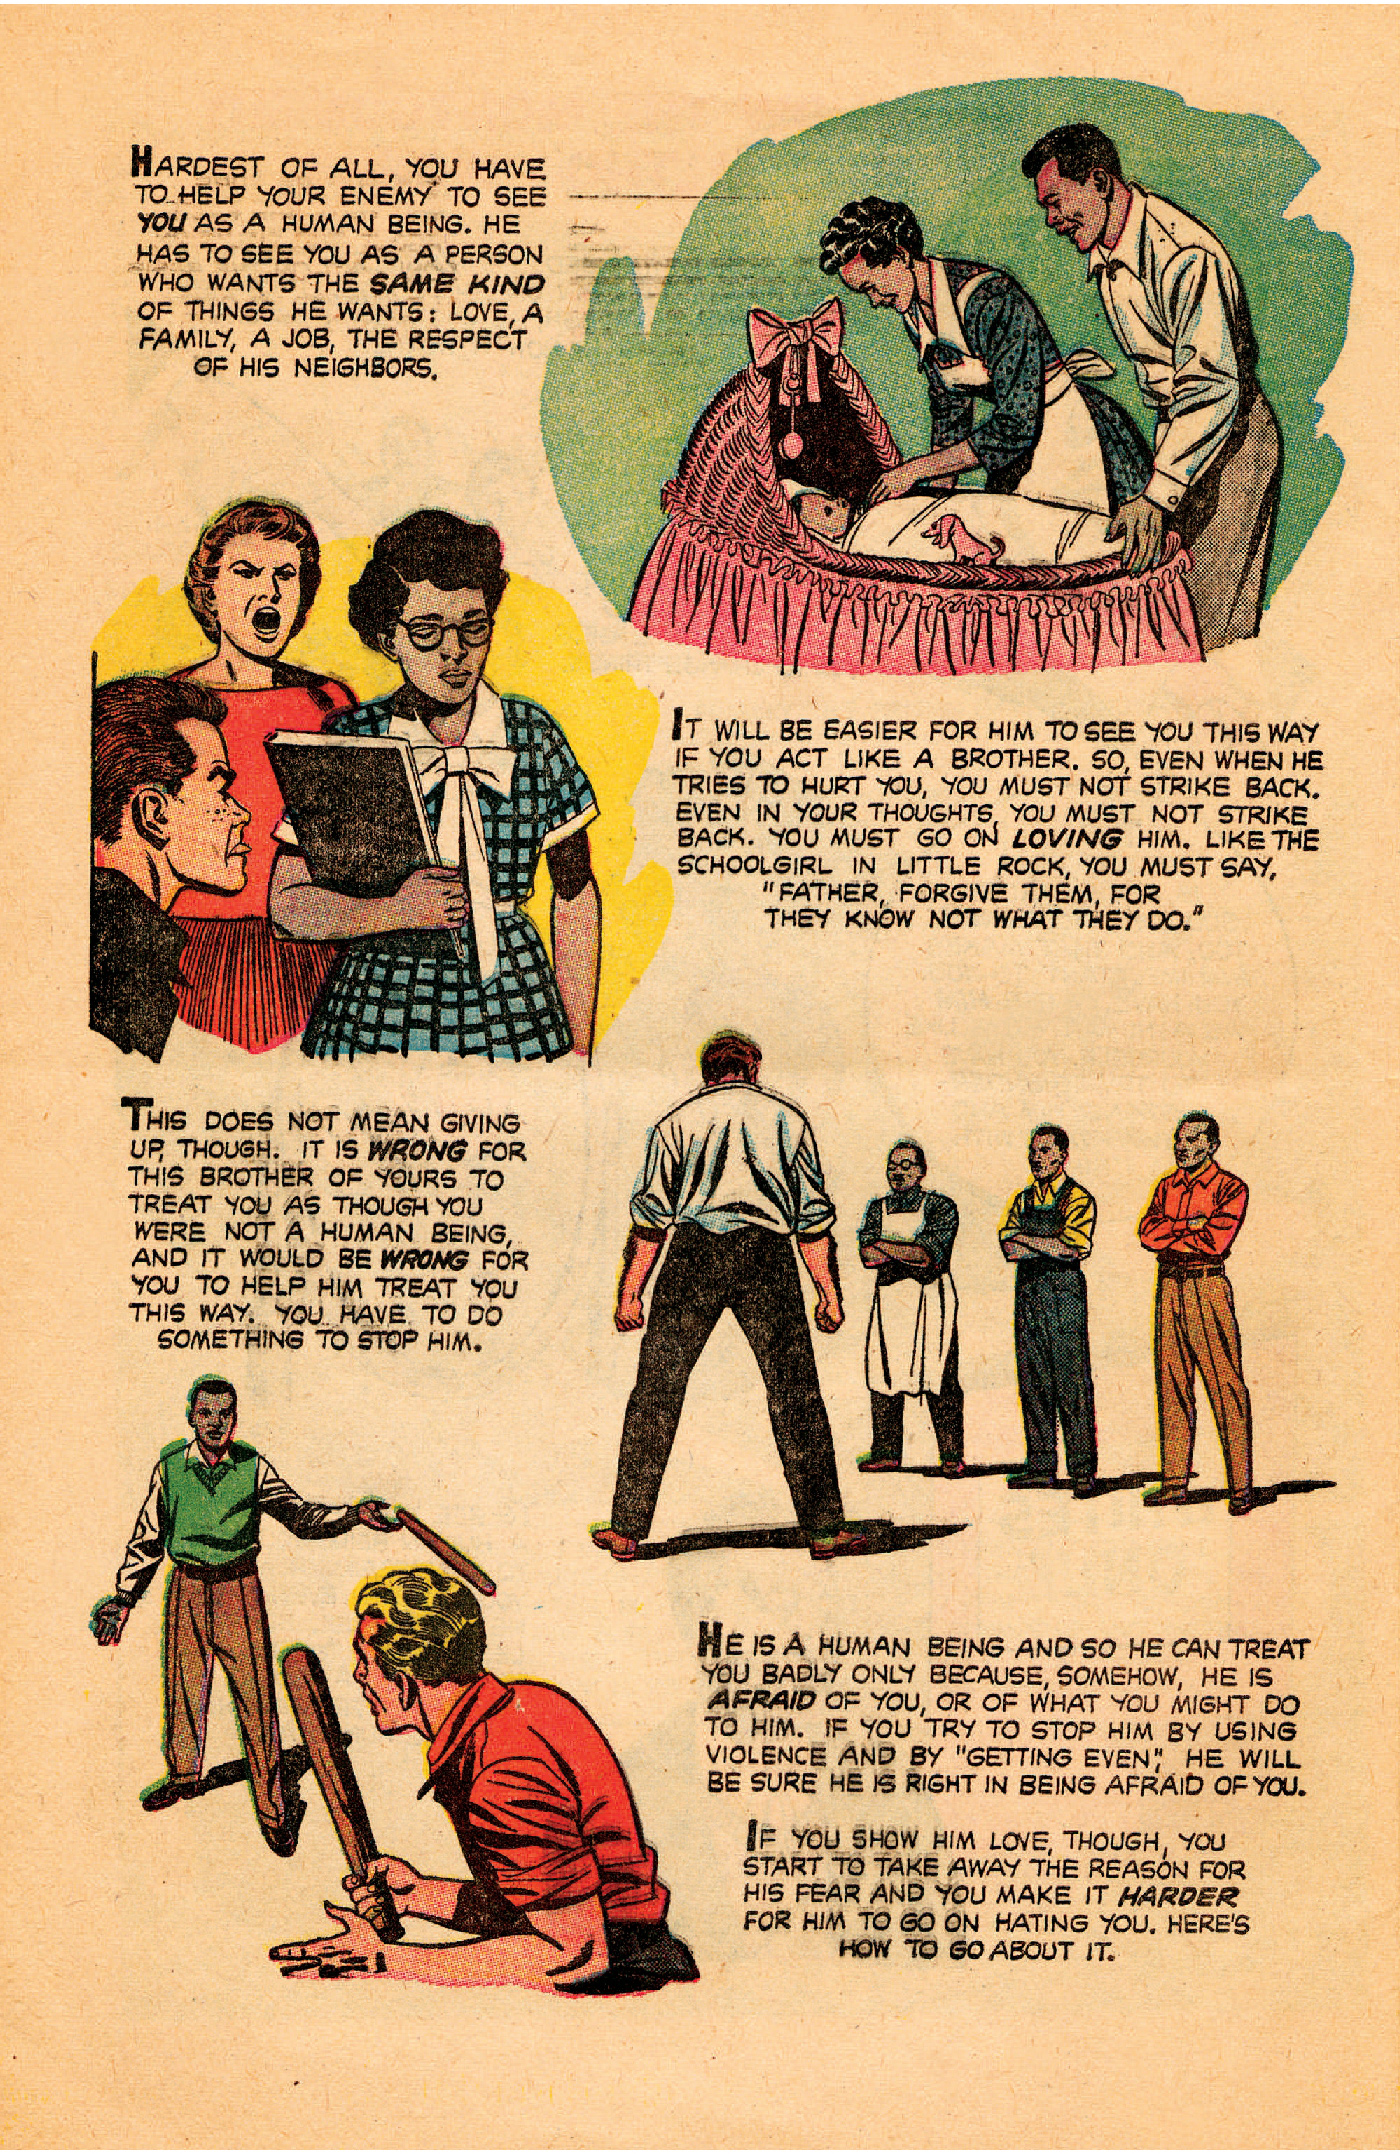 HARDEST OF ALL, YOU HAVE
TO HELP YOUR ENEMY TO SEE
YOU AS A HUMAN BEING. HE
HAS TO SEE YOU AS A PERSON
WHO WANTS THE SAME KIND
OF THINGS HE WANTS: LOVE, A
FAMILY, A JOB, THE RESPECT
OF HIS NEIGHBORS.
IT WILL BE EASIER FOR HIM TO SEE YOU THIS WAY
IF YOU ACT LIKE A BROTHER. SO, EVEN WHEN HE
TRIES TO HURT YOU, YOU MUST NOT STRIKE BACK.
EVEN IN YOUR THOUGHTS, YOU MUST NOT STRIKE
BACK. YOU MUST GO ON LOVING HIM. LIKE THE
SCHOOLGIRL IN LITTLE ROCK, YOU MUST SAY,
"FATHER, FORGIVE THEM, FOR
THEY KNOW NOT WHAT THEY DO."
THIS DOES NOT MEAN GIVING
UP, THOUGH. IT IS WRONG FOR
THIS BROTHER OF YOURS TO
TREAT YOU AS THOUGH YOU
WERE NOT A HUMAN BEING,
AND IT WOULD BE WRONG FOR
YOU TO HELP HIM TREAT YOU
THIS WAY. YOU HAVE TO DO
SOMETHING TO STOP HIM.
HE IS A HUMAN BEING AND SO HE CAN TREAT
YOU BADLY ONLY BECAUSE, SOMEHOW, HE IS
AFRAID OF YOU, OR OF WHAT YOU MIGHT DO
TO HIM. IF YOU TRY TO STOP HIM BY USING
VIOLENCE AND BY "GETTING EVEN", HE WILL
BE SURE HE IS RIGHT IN BEING AFRAID OF YOU.
IF YOU SHOW HIM LOVE, THOUGH, YOU
START TO TAKE AWAY THE REASON FOR
HIS FEAR AND YOU MAKE IT HARDER
FOR HIM TO GO ON HATING YOU. HERE'S
HOW TO GO ABOUT IT.